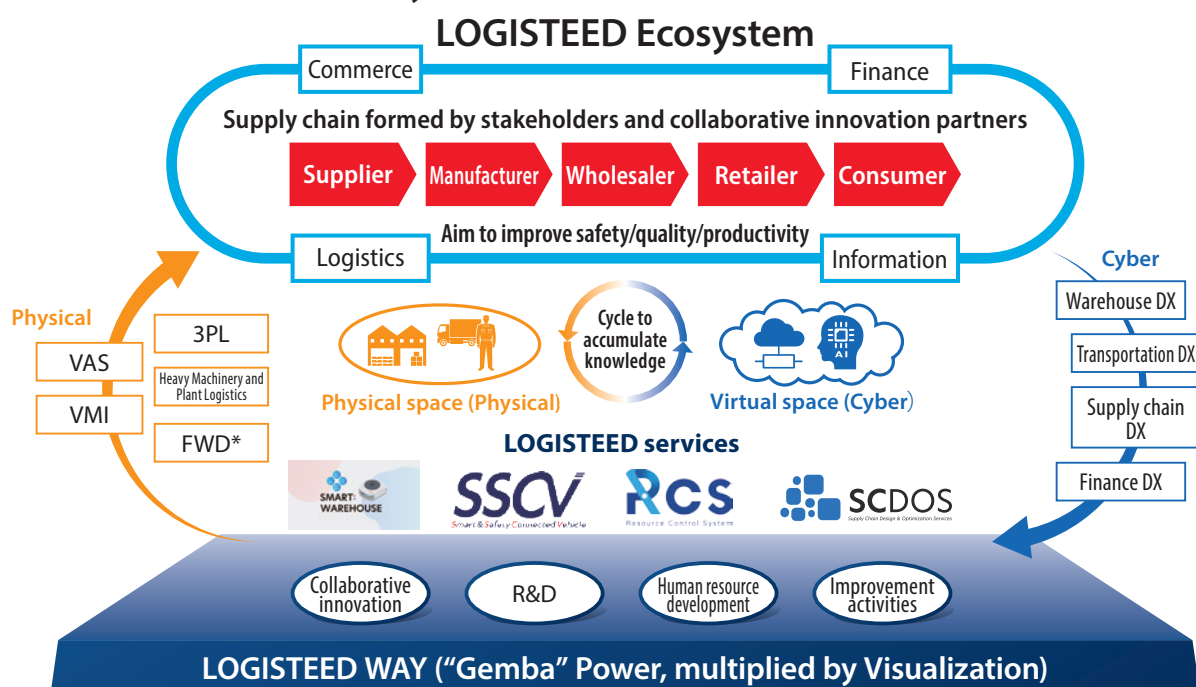 LOGISTEED Ecosystem
Commerce
Finance
Supply chain formed by stakeholders and collaborative innovation partners
Supplier
Manufacturer
Wholesaler
Retailer
Consumer
Aim to improve safety/quality/productivity
Logistics
Information
Physical
VAS
VMI
3PL
Heavy Machinery and
Plant Logistics
FWD*
Physical space (Physical)
Cycle to
accumulate
knowledge
AI
Virtual space (Cyber)
Cyber
Warehouse DX
Transportation DX
Supply chain
DX
Finance DX
LOGISTEED services
SMART
WAREHOUSE
SSCV
Smart & Safety Connected Vehicle
RCS
Resource Control System
SCDOS
Supply Chain Design & Optimization Services
Collaborative
innovation
R&D
Human resource
development
Improvement
activities
LOGISTEED WAY (“Gemba” Power, multiplied by Visualization)